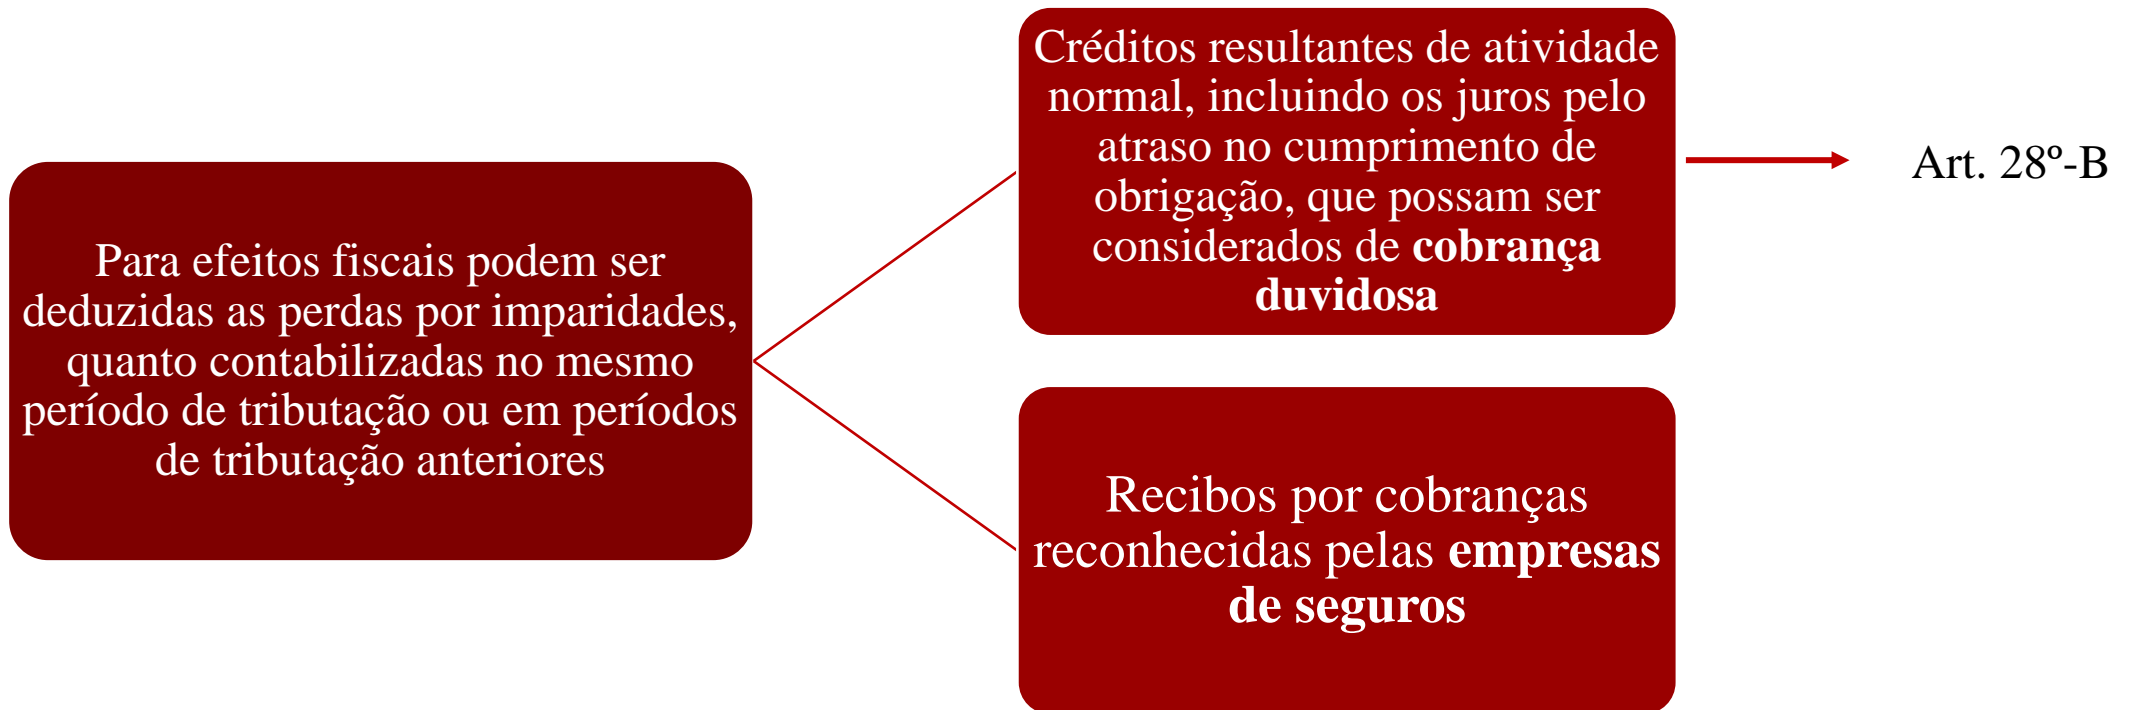 Para efeitos fiscais podem ser
deduzidas as perdas por imparidades,
quanto contabilizadas no mesmo
período de tributação ou em períodos
de tributação anteriores
Créditos resultantes de atividade
normal, incluindo os juros pelo
atraso no cumprimento de
obrigação, que possam ser
considerados de cobrança
duvidosa
Art. 28º-B
Recibos por cobranças
reconhecidas pelas empresas
de seguros